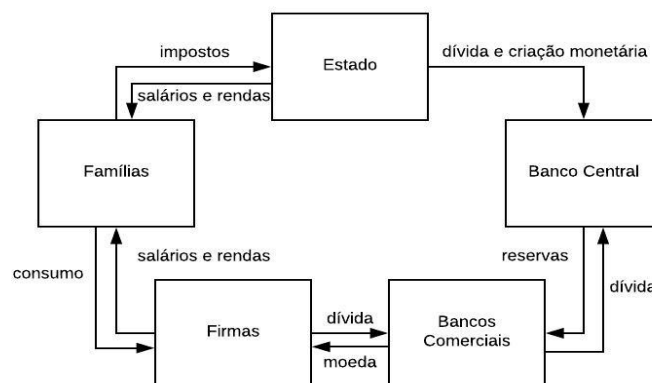 impostos
Estado
dívida e criação monetária
salários e rendas
Famílias
Banco Central
salários e rendas
reservas
consumo
dívida
Firmas
dívida
Bancos
Comerciais
moeda